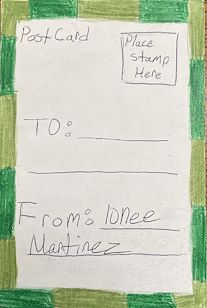 Post Card
Place
stamp
Here
TO:
From: Ionee
Martinez